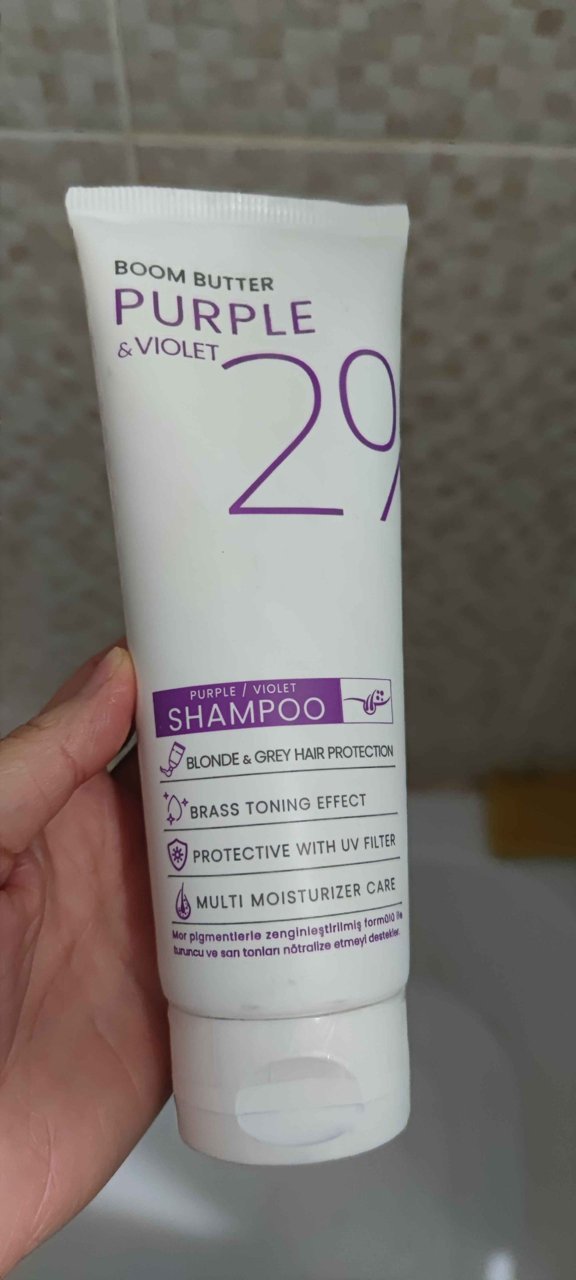 BOOM BUTTER
PURPLE
& VIOLET
2%
PURPLE / VIOLET
SHAMPOO
BLONDE & GREY HAIR PROTECTION
BRASS TONING EFFECT
PROTECTIVE WITH UV FILTER
MULTI MOISTURIZER CARE
Mor pigmentlerle zenginleştirilmiş formülü ile
turuncu ve sarı tonları nötralize etmeyi destekler.